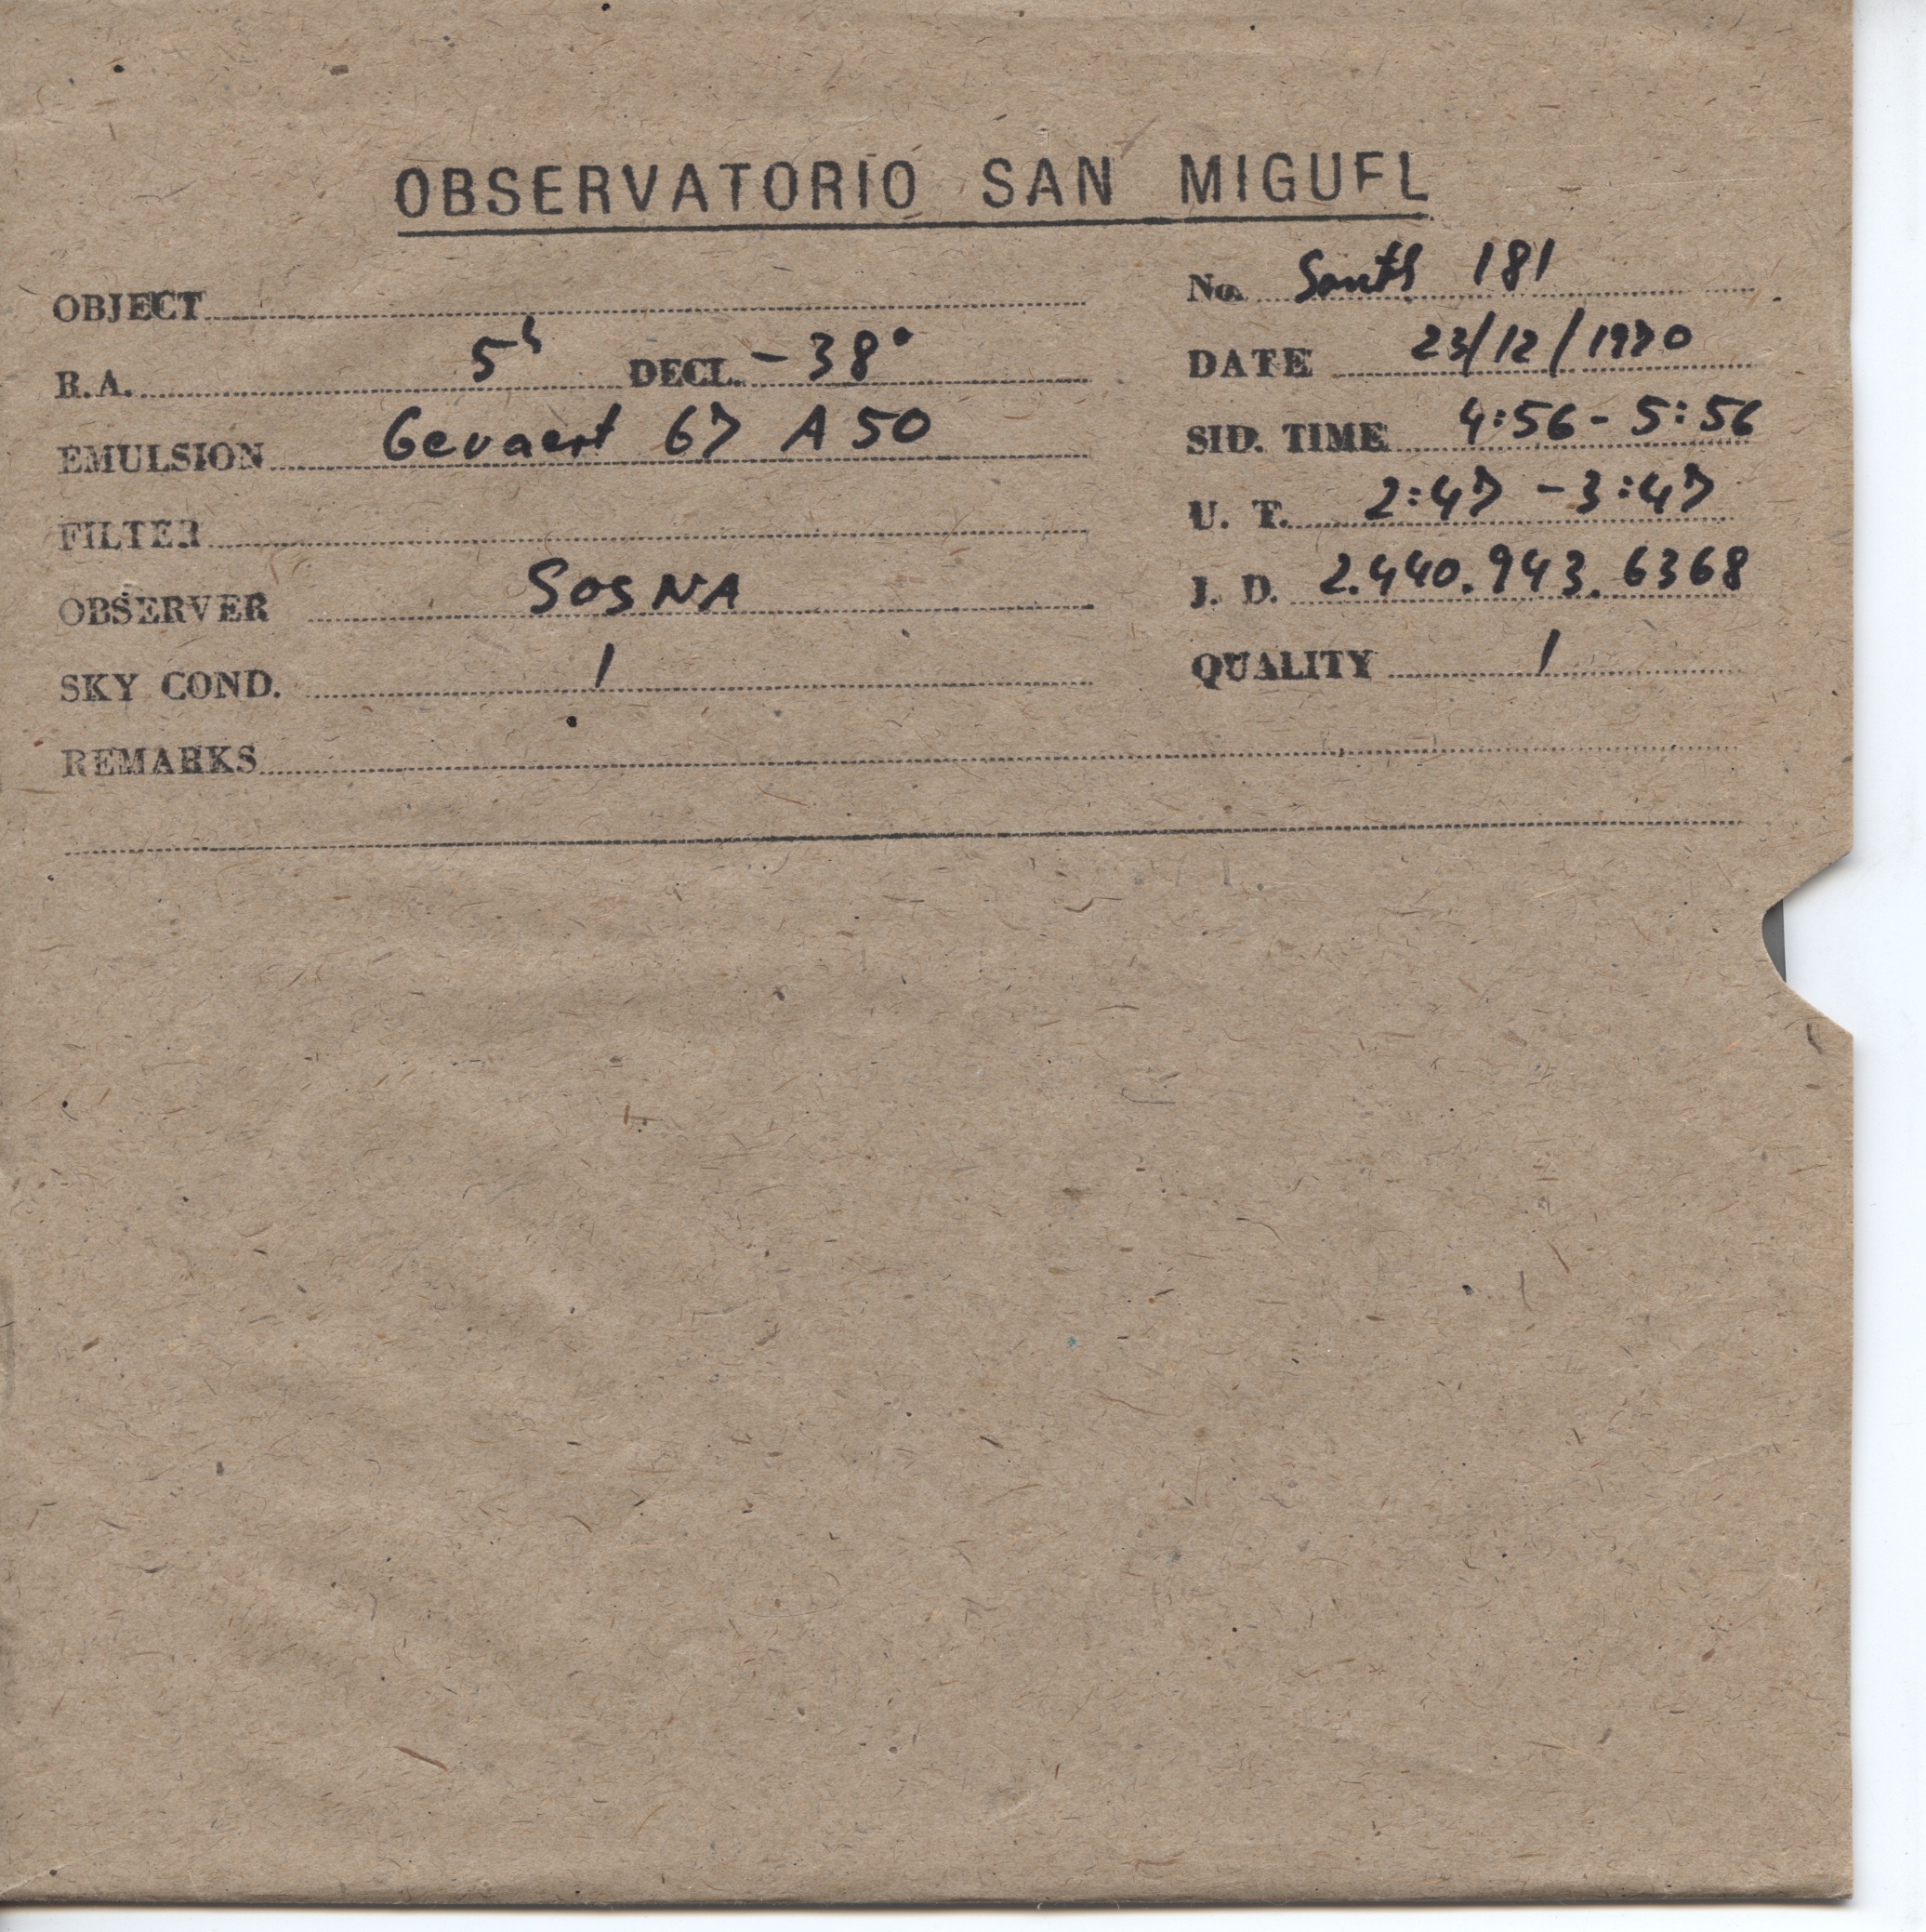 OBSERVATORIO SAN MIGUEL
No. South 181
OBJECT
R.A. 5h DECL. -38°
DATE 23/12/1970
EMULSION Gevaert 67 A 50
SID. TIME 4:56 - 5:56
FILTER
U. T. 2:47 - 3:47
OBSERVER SOSNA
J. D. 2.440.943.6368
SKY COND. 1
QUALITY 1
REMARKS